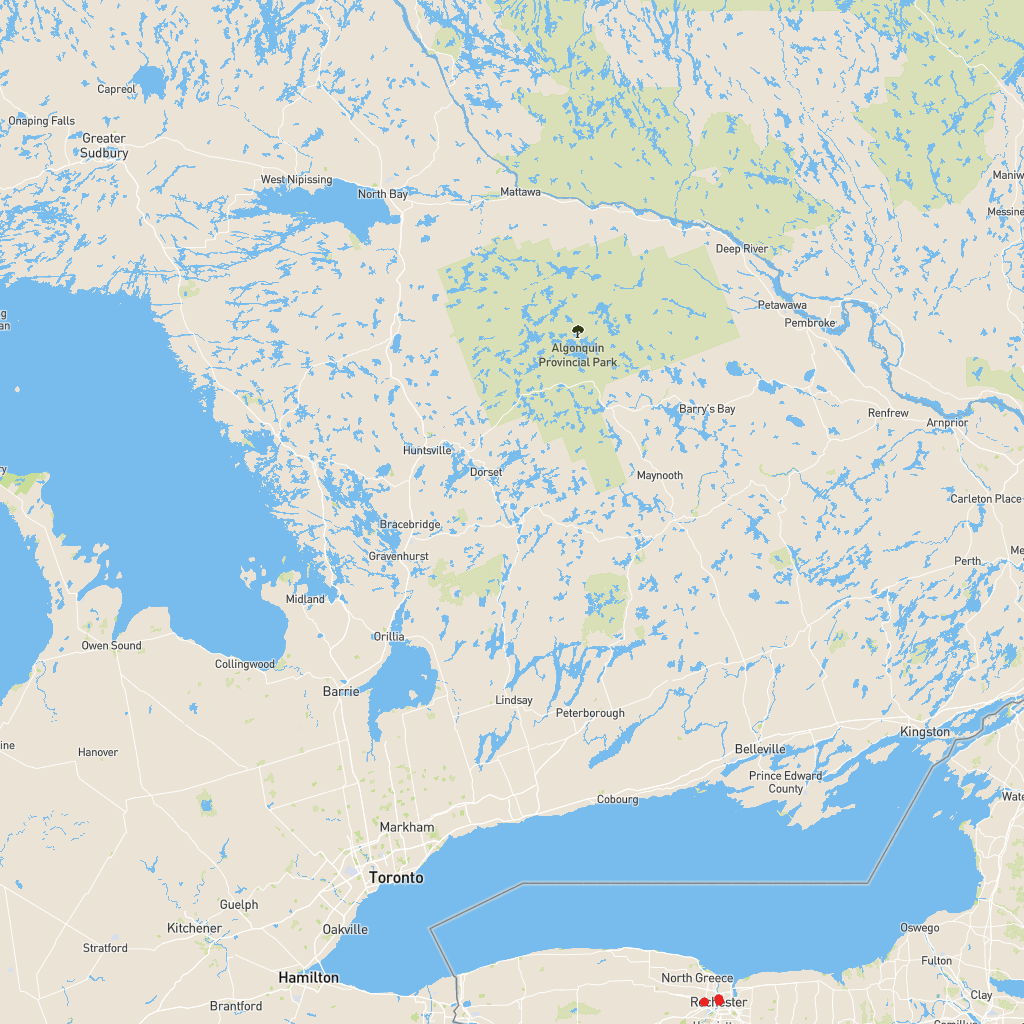 Capreol
Onaping Falls
Greater
Sudbury
West Nipissing
North Bay
Mattawa
Maniw
Messine
Deep River
Petawawa
Pembroke
Algonquin
Provincial Park
Barry's Bay
Renfrew
Arnprior
Huntsville
Dorset
Maynooth
Carleton Place
Bracebridge
Gravenhurst
Perth
Midland
Orillia
Owen Sound
Collingwood
Barrie
Lindsay
Peterborough
Kingston
Hanover
Belleville
Prince Edward
County
Cobourg
Wate
Markham
Toronto
Guelph
Kitchener
Oakville
Oswego
Stratford
Fulton
Hamilton
North Greece
Clay
Brantford
Rochester